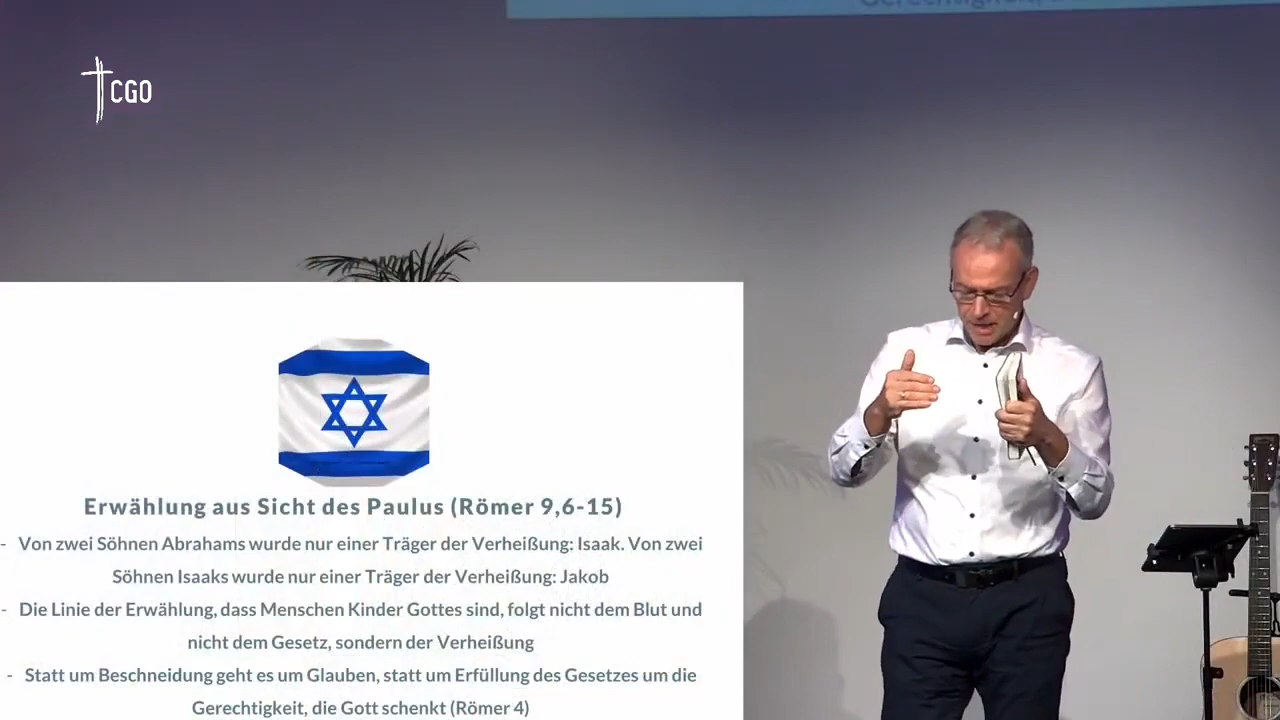 CGO
Erwählung aus Sicht des Paulus (Römer 9,6-15)
- Von zwei Söhnen Abrahams wurde nur einer Träger der Verheißung: Isaak. Von zwei
Söhnen Isaaks wurde nur einer Träger der Verheißung: Jakob
- Die Linie der Erwählung, dass Menschen Kinder Gottes sind, folgt nicht dem Blut und
nicht dem Gesetz, sondern der Verheißung
- Statt um Beschneidung geht es um Glauben, statt um Erfüllung des Gesetzes um die
Gerechtigkeit, die Gott schenkt (Römer 4)